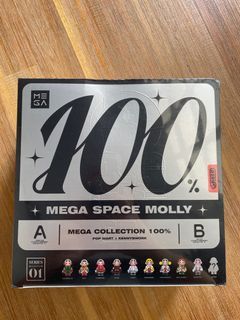 MEGA
100%
MEGA SPACE MOLLY
A
MEGA COLLECTION 100%
POP MART × KENNYSWORK
B
SERIES
01